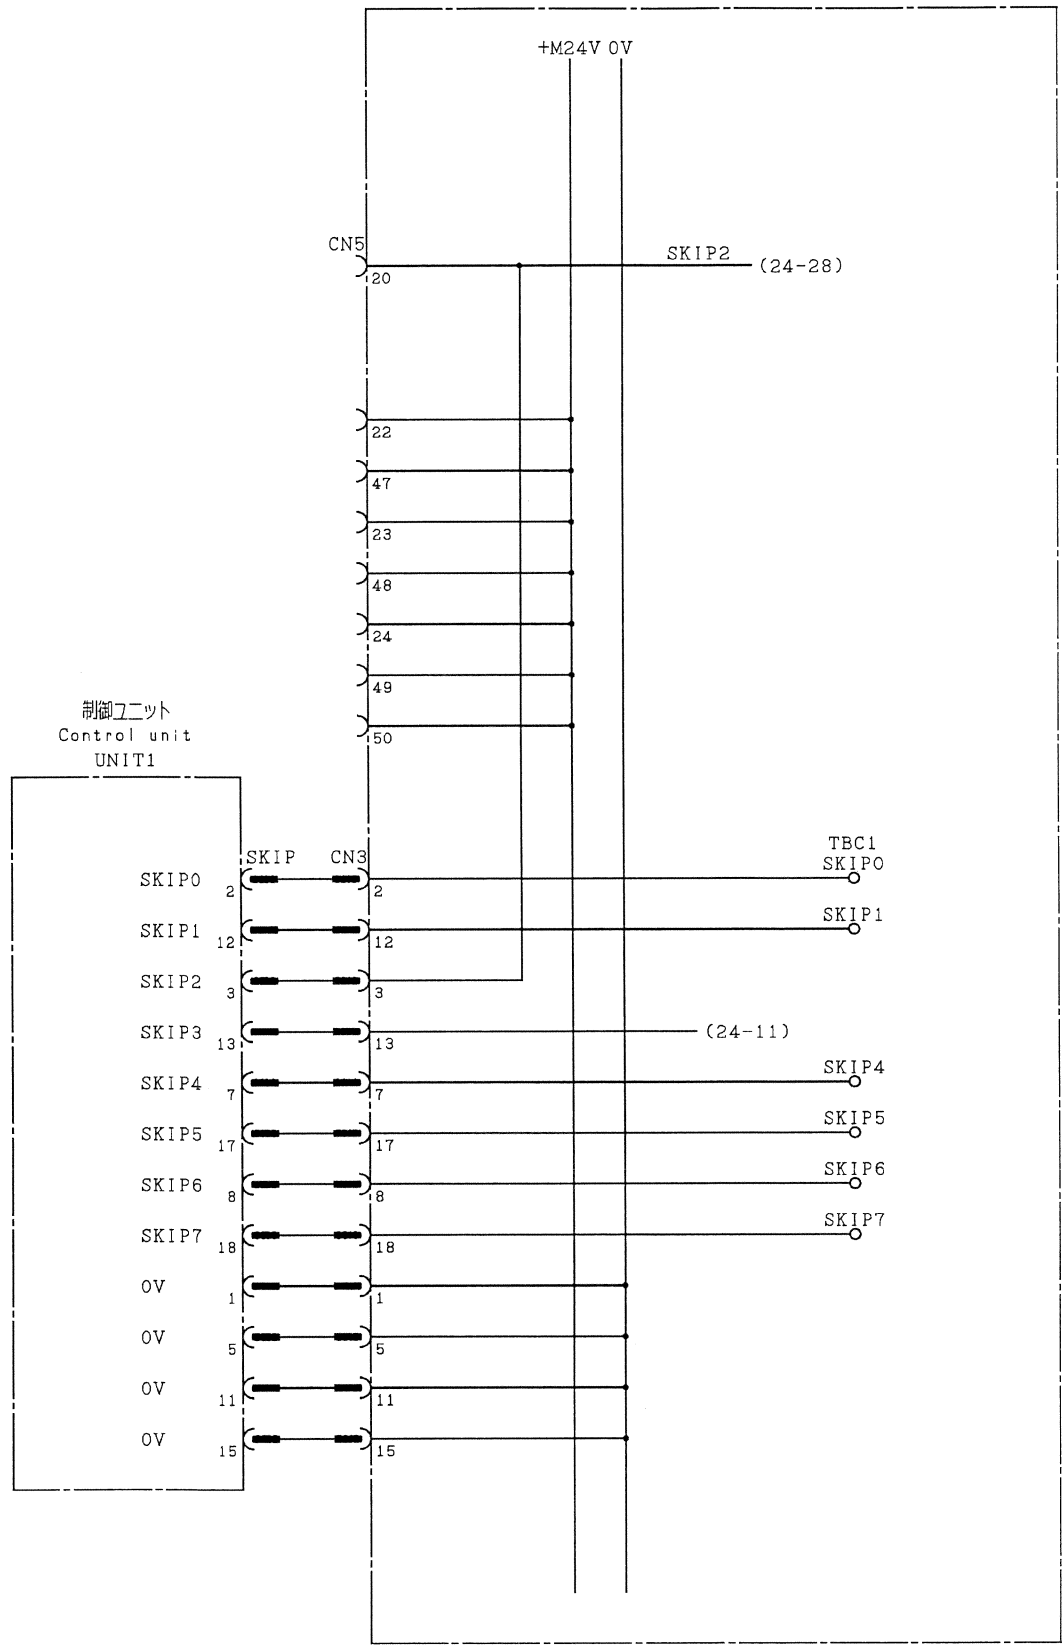 +M24V 0V
CN5
20
SKIP2
(24-28)
22
47
23
48
24
49
50
制御ユニット
Control unit
UNIT1
SKIP
CN3
TBC1
SKIP0
2
2
SKIP0
SKIP1
12
12
SKIP1
SKIP2
3
3
SKIP3
13
13
(24-11)
SKIP4
7
7
SKIP4
SKIP5
17
17
SKIP5
SKIP6
8
8
SKIP6
SKIP7
18
18
SKIP7
0V
1
1
0V
5
5
0V
11
11
0V
15
15